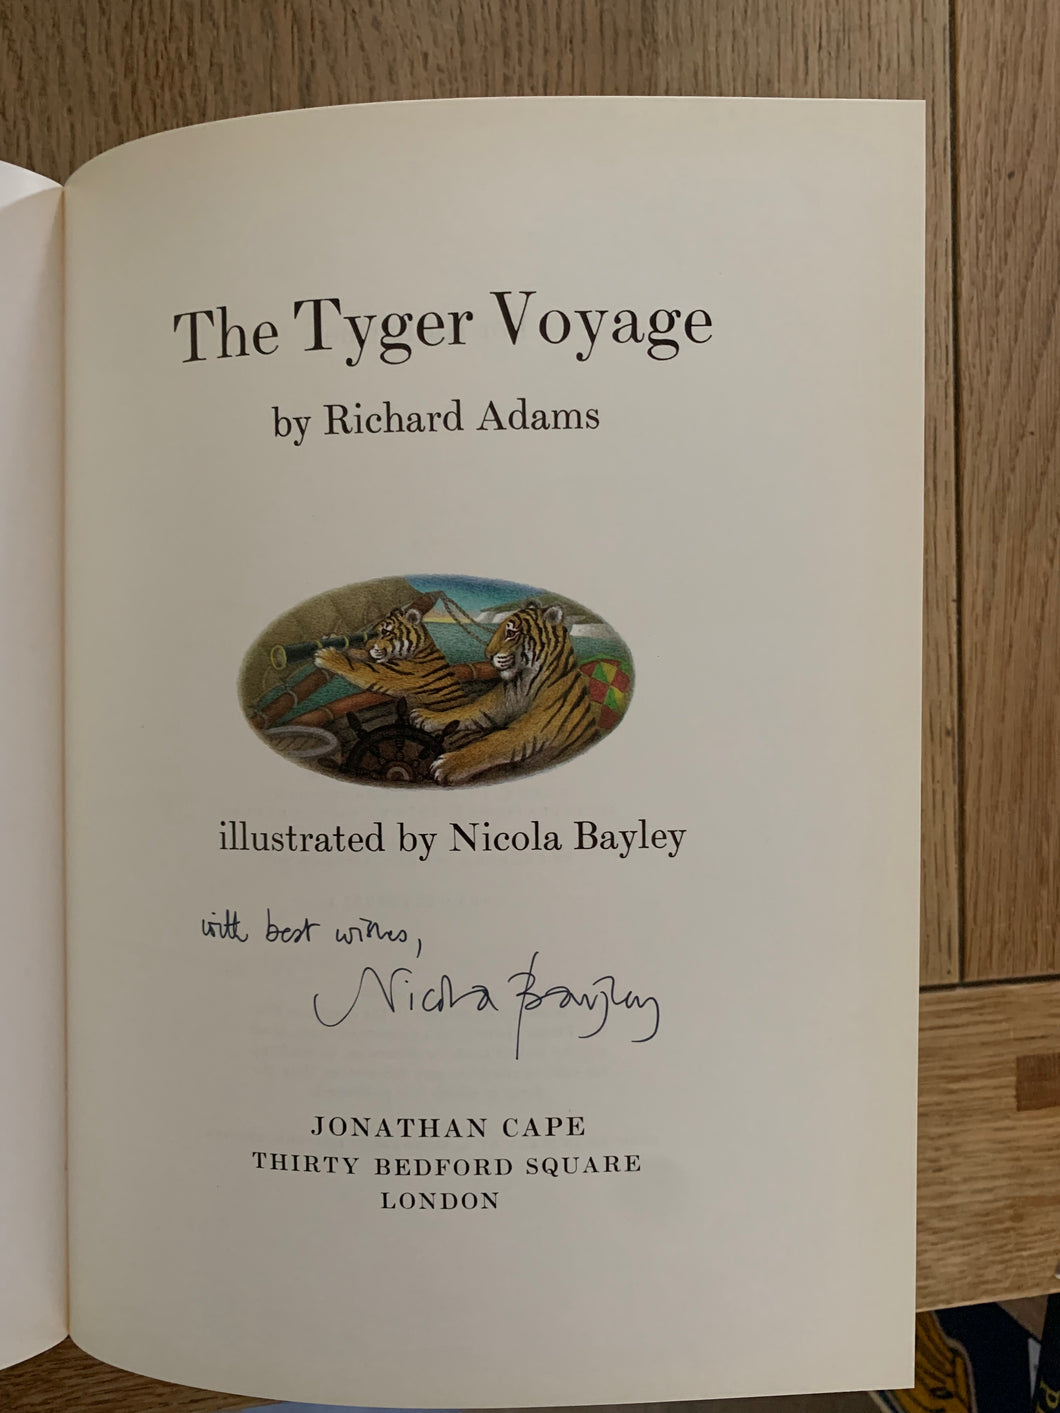 The Tyger Voyage
by Richard Adams
illustrated by Nicola Bayley
with best wishes,
Nicola Bayley
JONATHAN CAPE
THIRTY BEDFORD SQUARE
LONDON